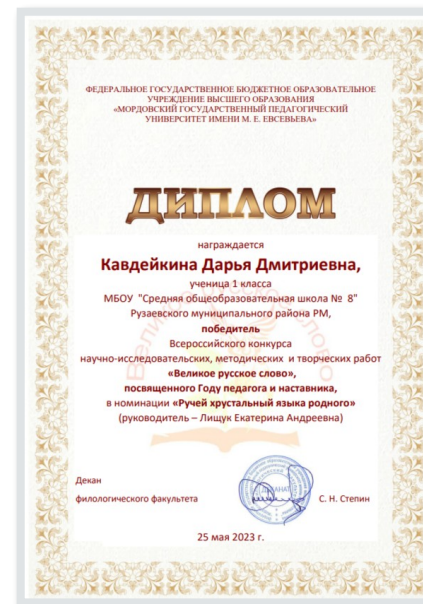 ФЕДЕРАЛЬНОЕ ГОСУДАРСТВЕННОЕ БЮДЖЕТНОЕ ОБРАЗОВАТЕЛЬНОЕ
УЧРЕЖДЕНИЕ ВЫСШЕГО ОБРАЗОВАНИЯ
«МОРДОВСКИЙ ГОСУДАРСТВЕННЫЙ ПЕДАГОГИЧЕСКИЙ
УНИВЕРСИТЕТ ИМЕНИ М. Е. ЕВСЕВЬЕВА»
ДИПЛОМ
награждается
Кавдейкина Дарья Дмитриевна,
ученица 1 класса
МБОУ "Средняя общеобразовательная школа № 8"
Рузаевского муниципального района РМ,
победитель
Всероссийского конкурса
научно-исследовательских, методических и творческих работ
«Великое русское слово»,
посвященного Году педагога и наставника,
в номинации «Ручей хрустальный языка родного»
(руководитель – Лищук Екатерина Андреевна)
Декан
филологического факультета
С. Н. Степин
ДЕКАНАТ
25 мая 2023 г.